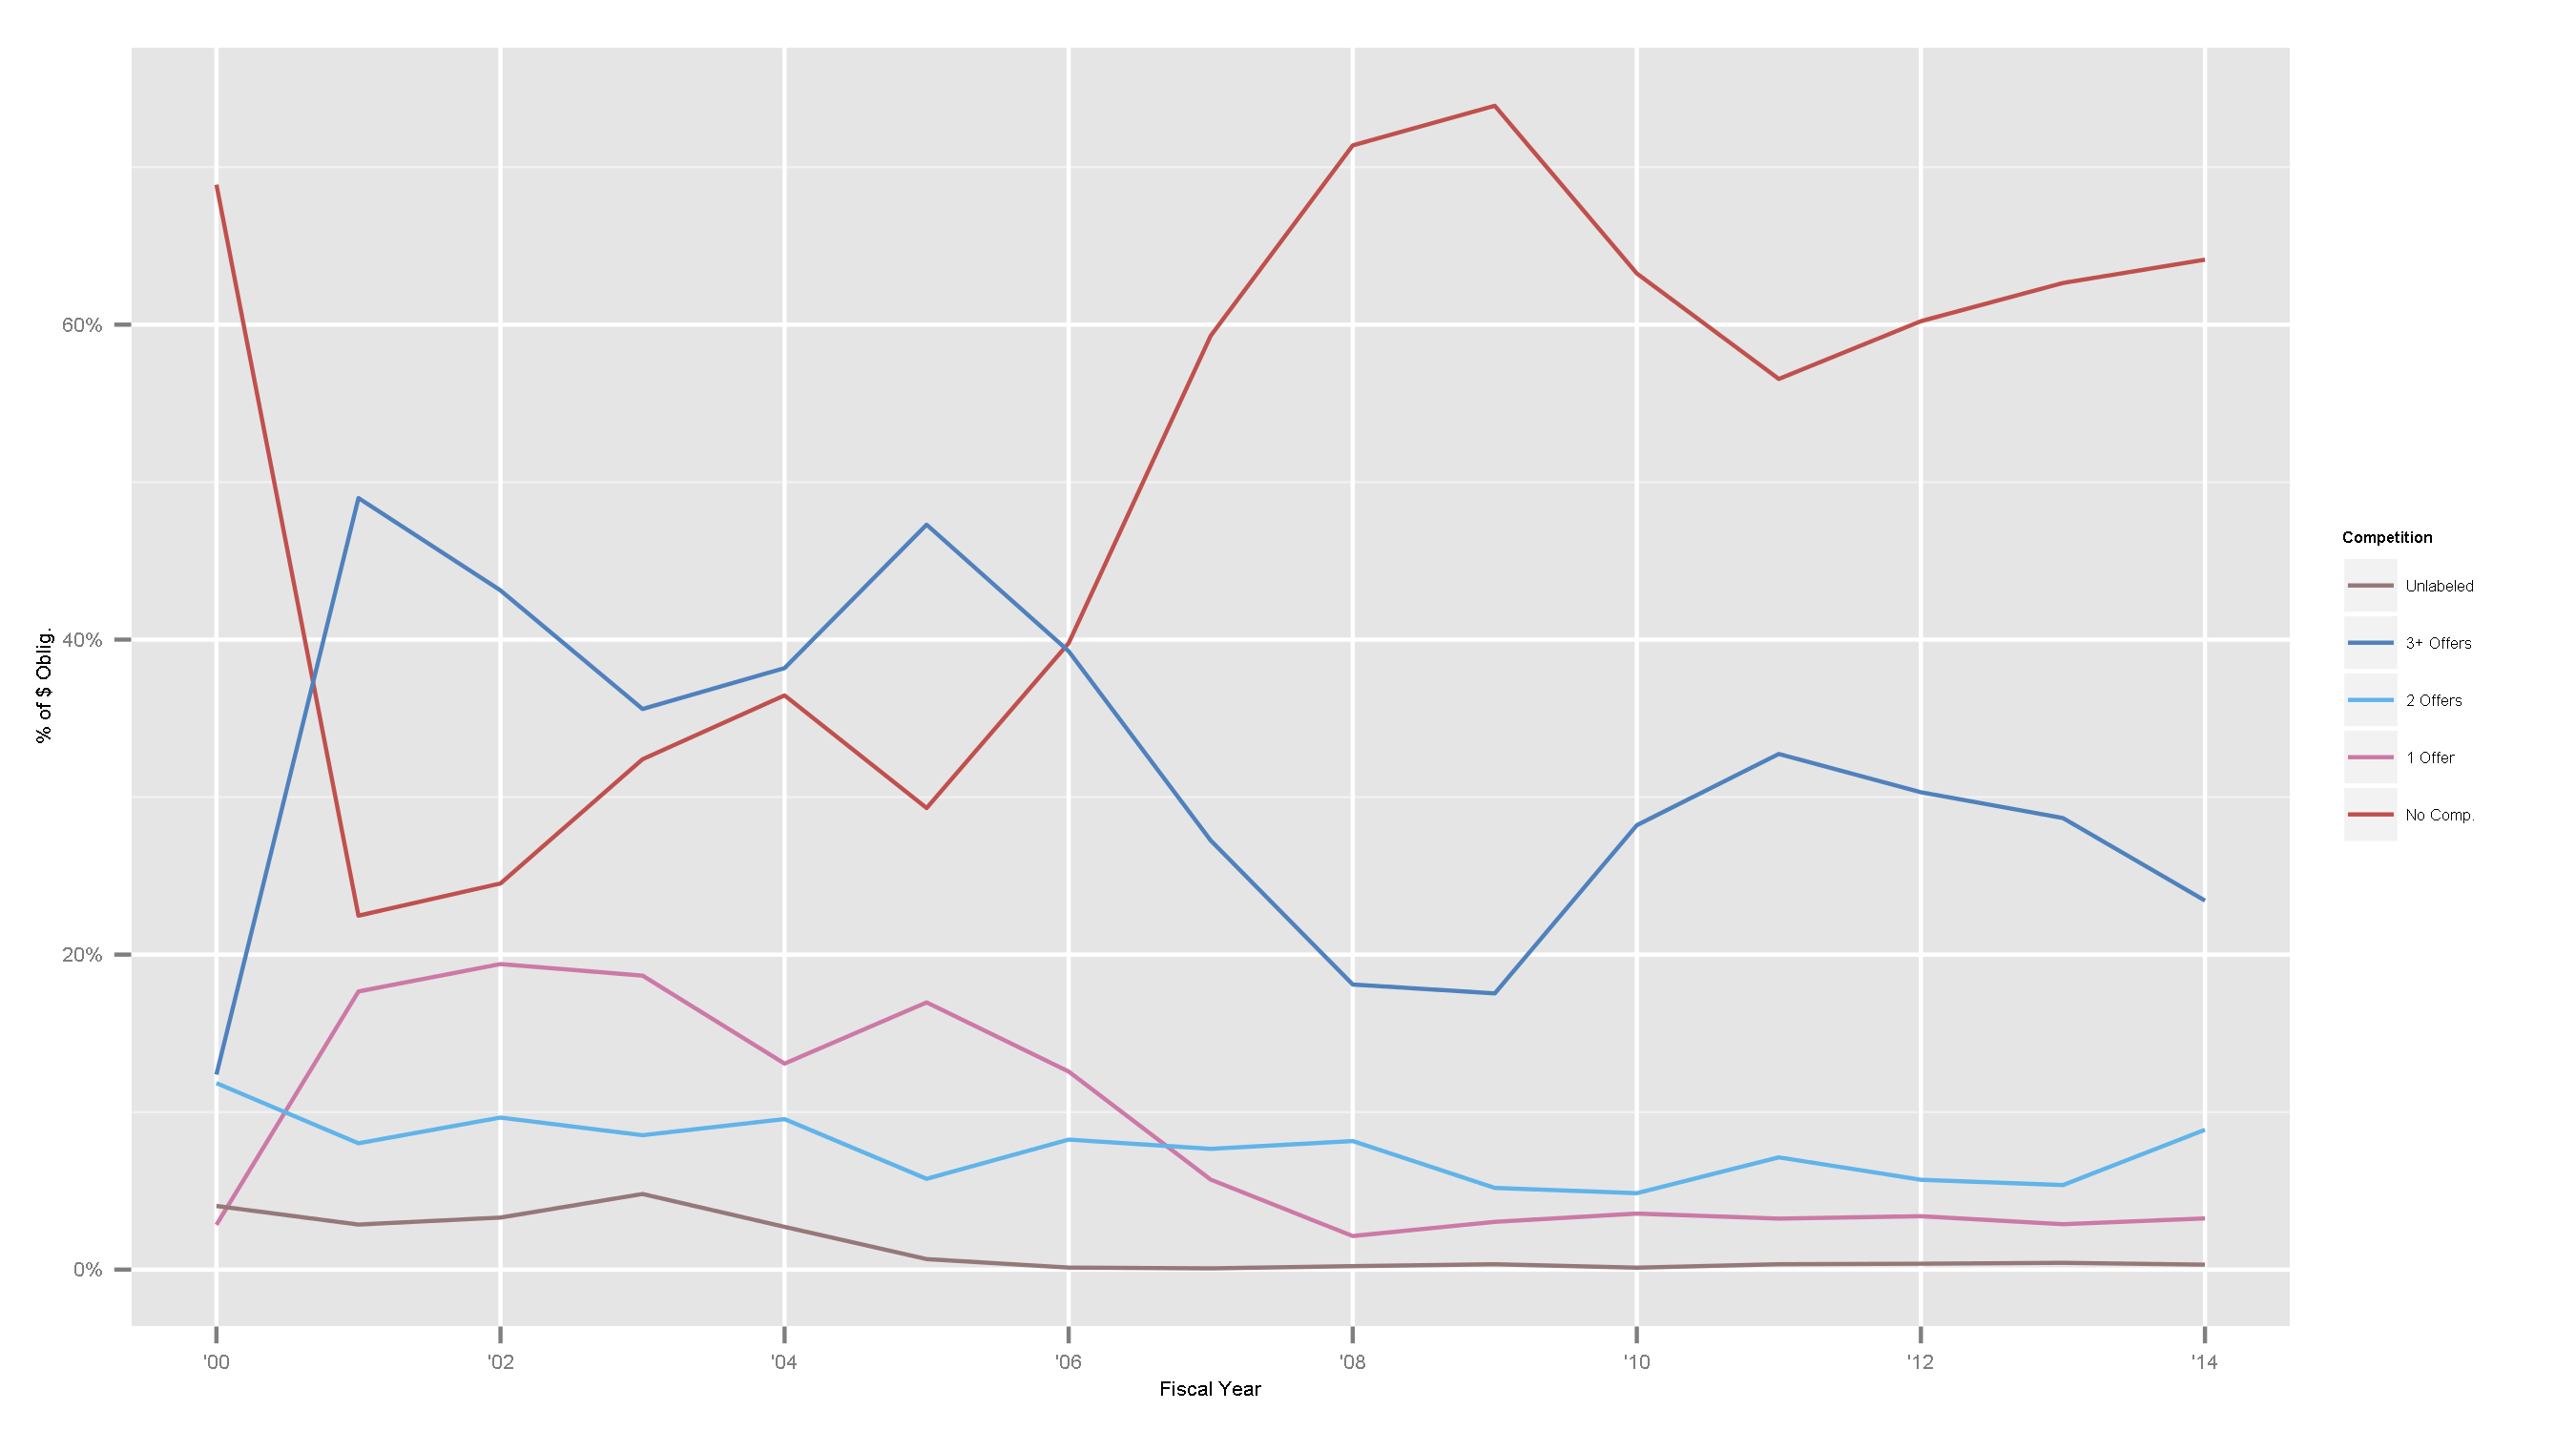 60%
40%
20%
0%
% of $ Oblig.
'00 '02 '04 '06 '08 '10 '12 '14
Fiscal Year
Competition
Unlabeled
3+ Offers
2 Offers
1 Offer
No Comp.